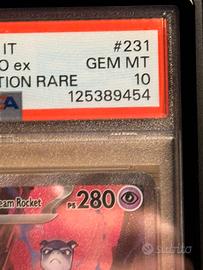 IT #231
O ex GEM MT
TION RARE 10
A 125389454
eam Rocket PS 280
subito